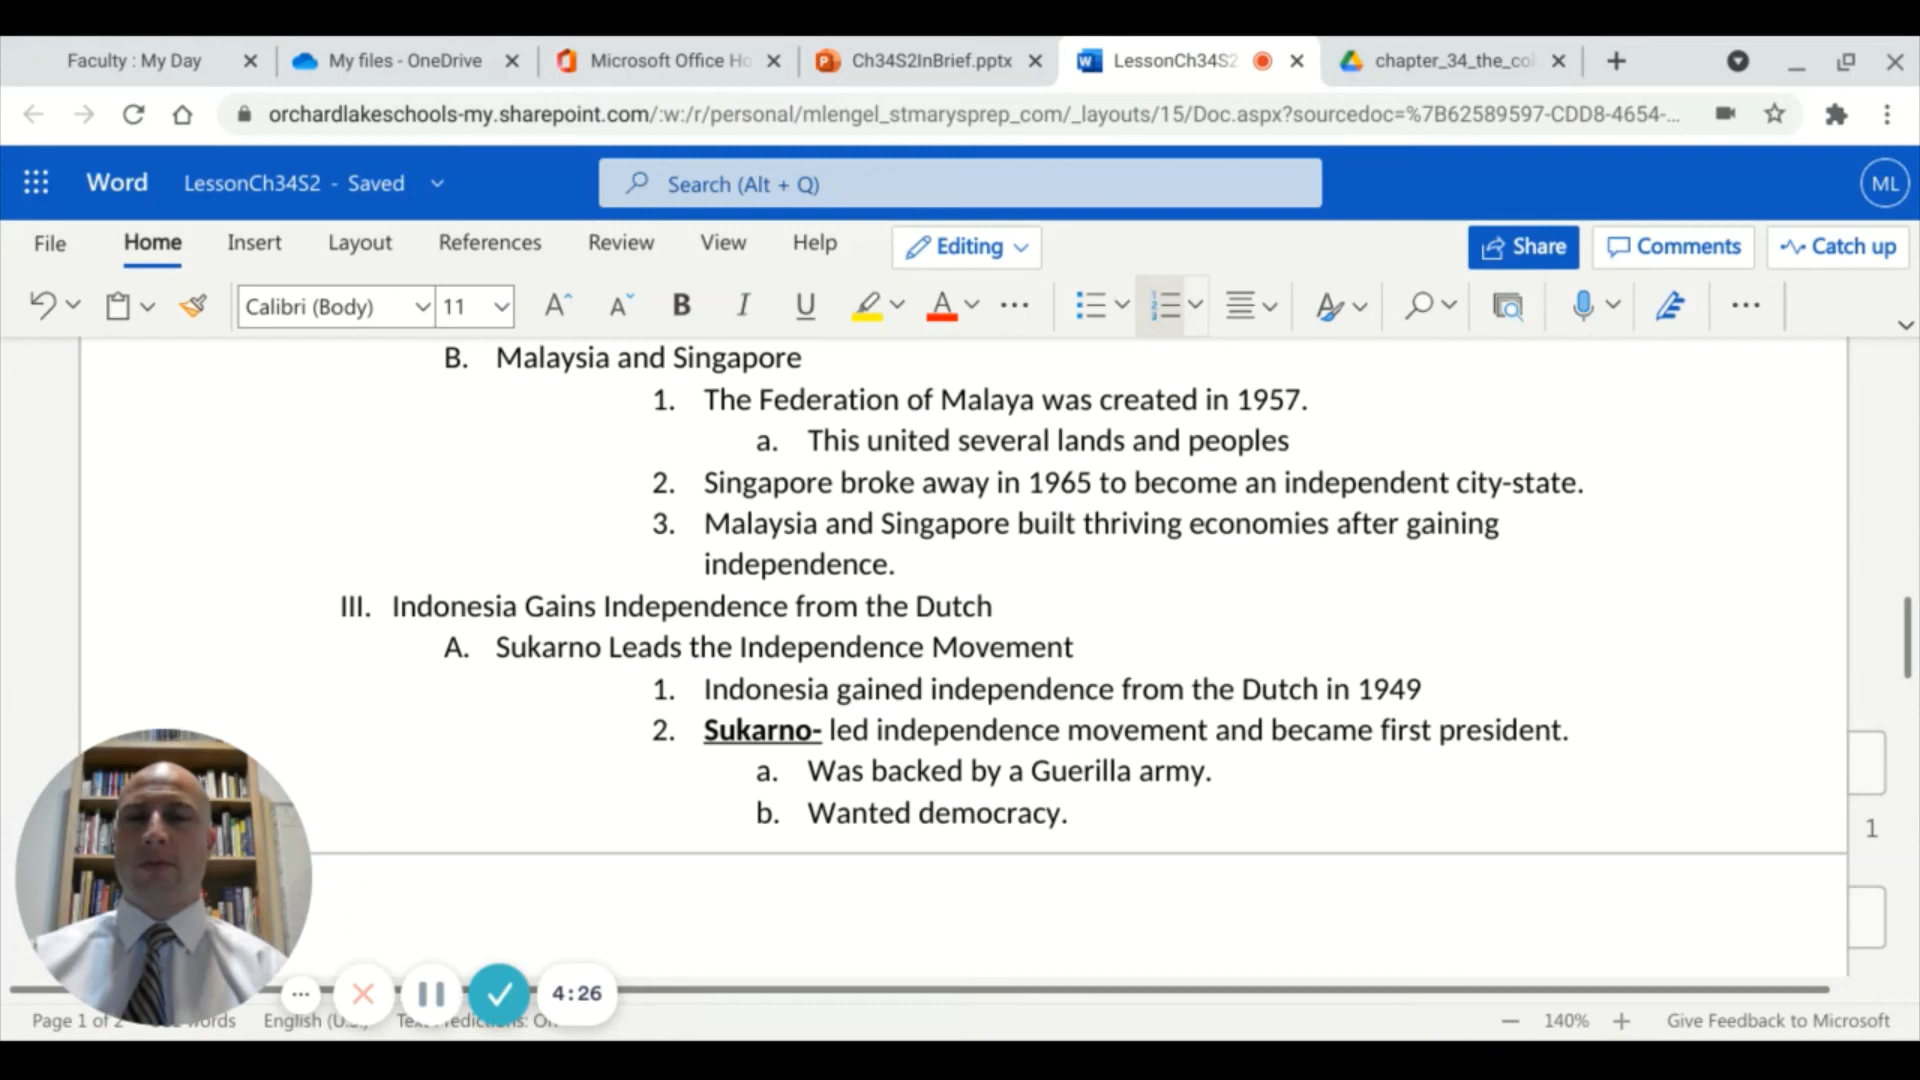 Faculty : My Day
My files - OneDrive
Microsoft Office Ho
Ch34S2InBrief.pptx
LessonCh34S2
chapter_34_the_col
orchardlakeschools-my.sharepoint.com/:w:/r/personal/mlengel_stmarysprep_com/_layouts/15/Doc.aspx?sourcedoc=%7B62589597-CDD8-4654-...
Word LessonCh34S2 - Saved
Search (Alt + Q)
ML
File Home Insert Layout References Review View Help Editing
Share Comments Catch up
Calibri (Body) 11
B. Malaysia and Singapore
1. The Federation of Malaya was created in 1957.
a. This united several lands and peoples
2. Singapore broke away in 1965 to become an independent city-state.
3. Malaysia and Singapore built thriving economies after gaining
independence.
III. Indonesia Gains Independence from the Dutch
A. Sukarno Leads the Independence Movement
1. Indonesia gained independence from the Dutch in 1949
2. Sukarno- led independence movement and became first president.
a. Was backed by a Guerilla army.
b. Wanted democracy.
1
4:26
Page 1 of 2 words English (U.S.)
140% Give Feedback to Microsoft